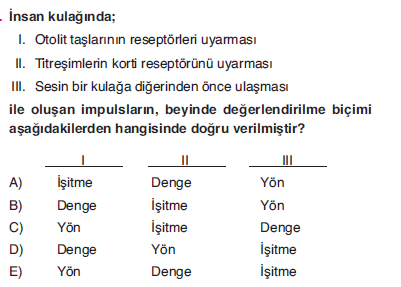 . İnsan kulağında;
I. Otolit taşlarının reseptörleri uyarması
II. Titreşimlerin korti reseptörünü uyarması
III. Sesin bir kulağa diğerinden önce ulaşması
ile oluşan impulsların, beyinde değerlendirilme biçimi
aşağıdakilerden hangisinde doğru verilmiştir?
I II III
A) İşitme Denge Yön
B) Denge İşitme Yön
C) Yön İşitme Denge
D) Denge Yön İşitme
E) Yön Denge İşitme